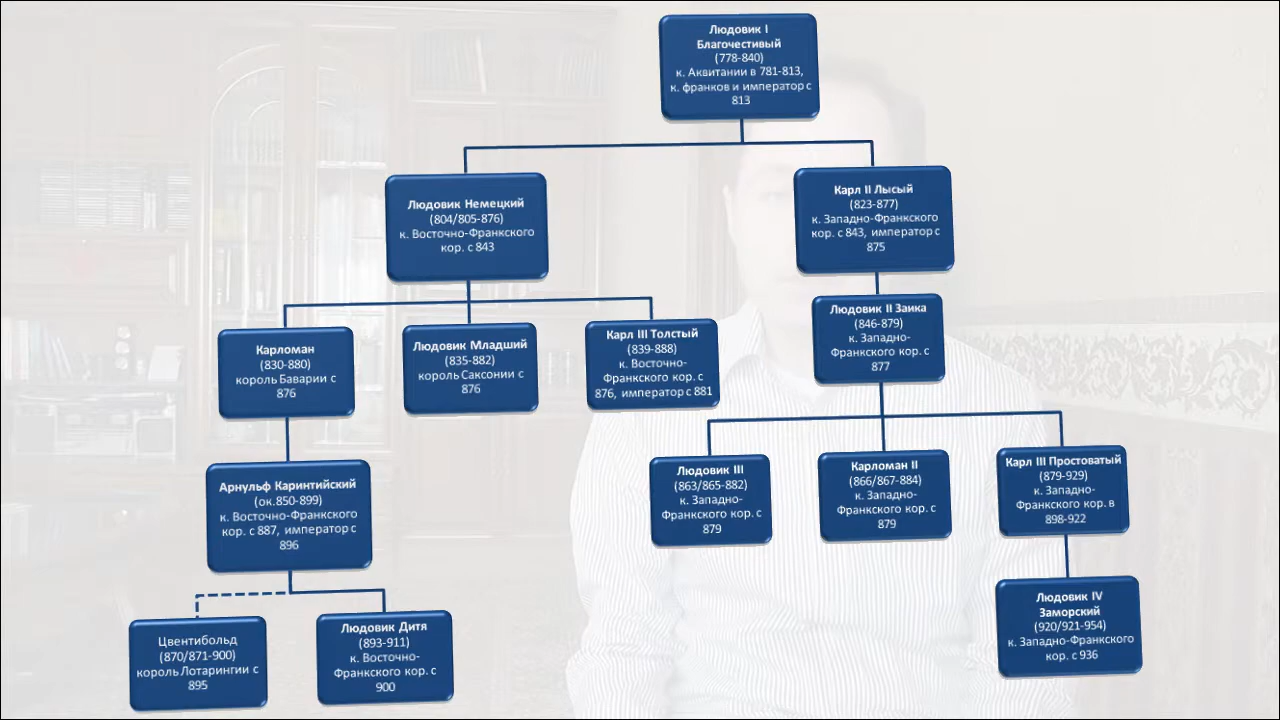 Людовик I
Благочестивый
(778-840)
к. Аквитании в 781-813,
к. франков и император с
813
Людовик Немецкий
(804/805-876)
к. Восточно-Франкского
кор. с 843
Карл II Лысый
(823-877)
к. Западно-Франкского
кор. с 843, император с
875
Карломан
(830-880)
король Баварии с
876
Людовик Младший
(835-882)
король Саксонии с
876
Карл III Толстый
(839-888)
к. Восточно-
Франкского кор. с
876, император с 881
Людовик II Заика
(846-879)
к. Западно-
Франкского кор. с
877
Арнульф Каринтийский
(ок.850-899)
к. Восточно-Франкского
кор. с 887, император с
896
Людовик III
(863/865-882)
к. Западно-
Франкского кор. с
879
Карломан II
(866/867-884)
к. Западно-
Франкского кор. с
879
Карл III Простоватый
(879-929)
к. Западно-
Франкского кор. в
898-922
Цвентибольд
(870/871-900)
король Лотарингии с
895
Людовик Дитя
(893-911)
к. Восточно-
Франкского кор. с
900
Людовик IV
Заморский
(920/921-954)
к. Западно-Франкского
кор. с 936